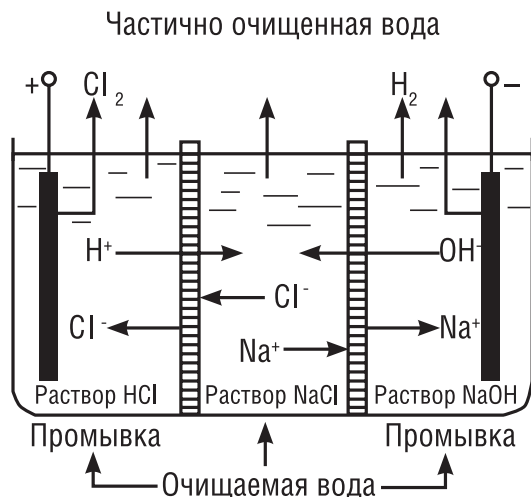 Частично очищенная вода
+ Cl₂ H₂ –
H⁺ OH⁻
Cl⁻
Cl⁻ Na⁺
Na⁺
Раствор HCl Раствор NaCl Раствор NaOH
Промывка Промывка
Очищаемая вода